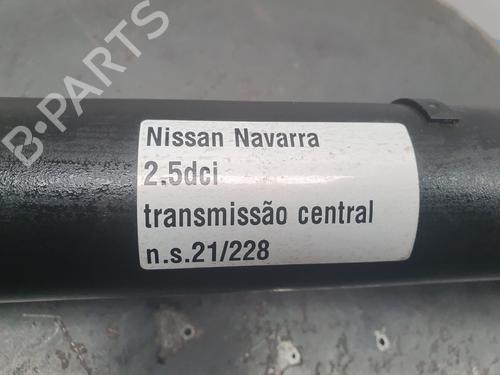 B-PARTS
Nissan Navarra
2.5dci
transmissão central
n.s.21/228